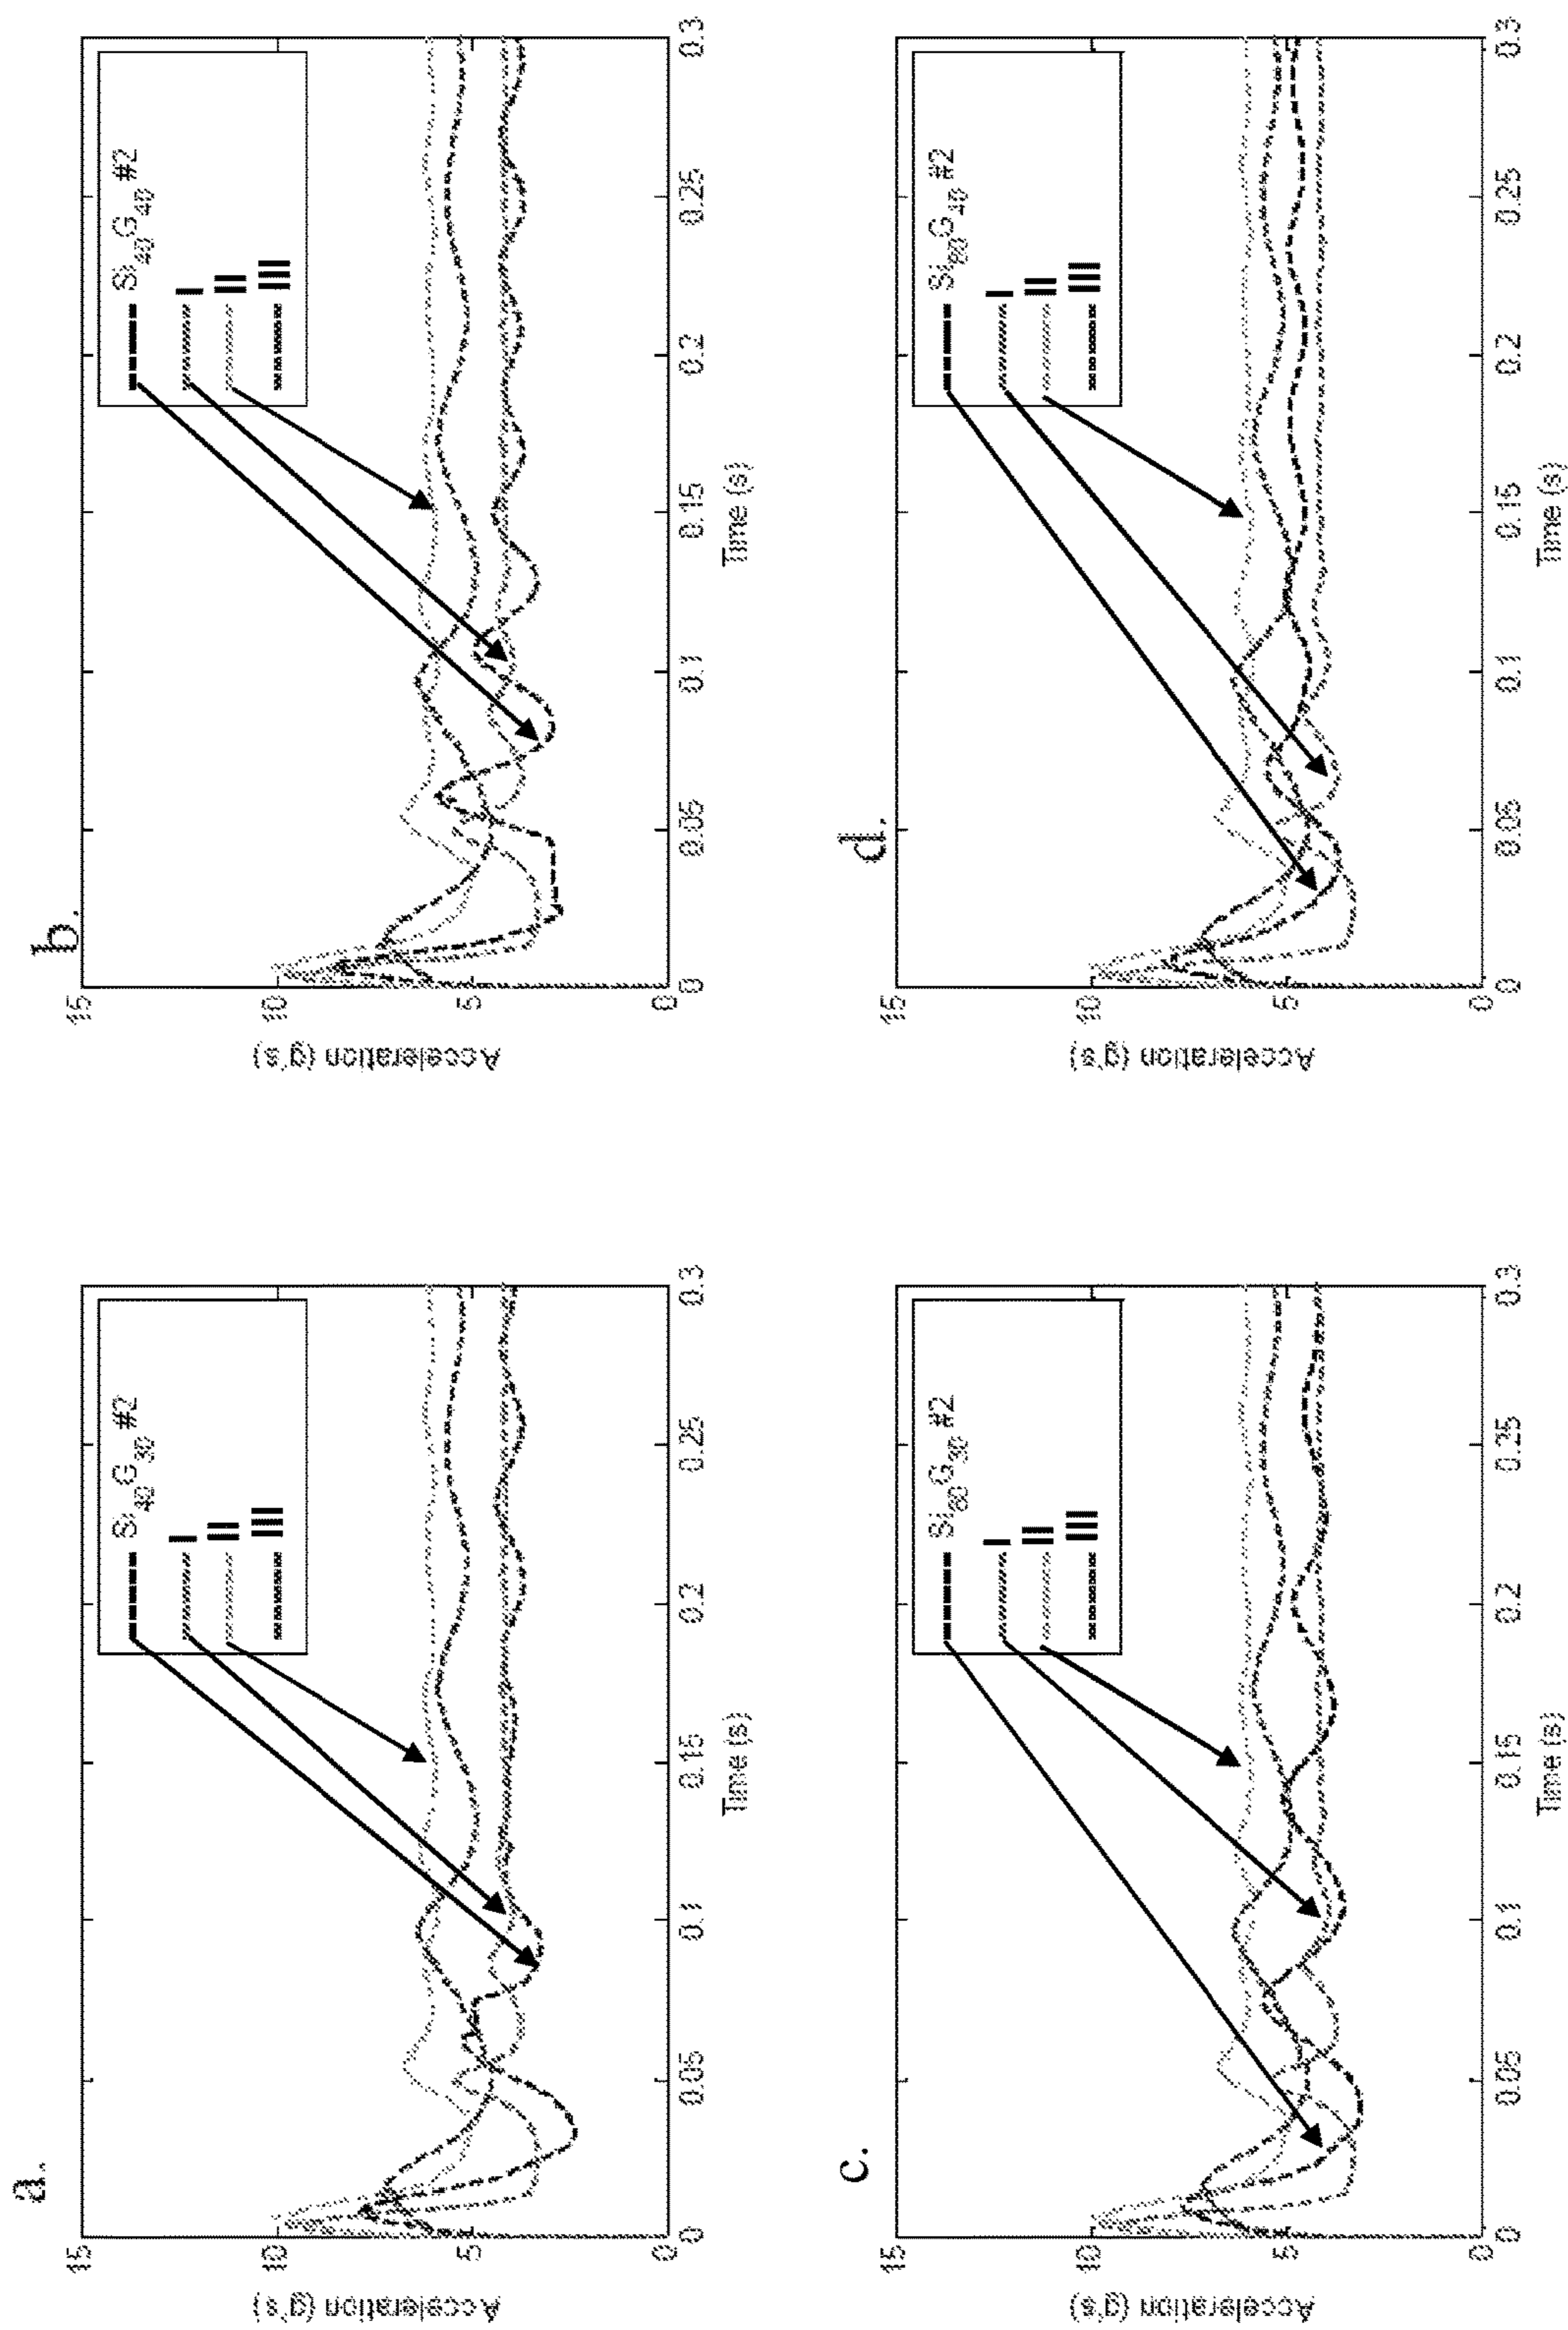 a.
15
10
5
0
Acceleration (g's)
0
0.05
0.1
0.15
0.2
0.25
0.3
Time (s)
Si40G30 #2
I
II
III
b.
15
10
5
0
Acceleration (g's)
0
0.05
0.1
0.15
0.2
0.25
0.3
Time (s)
Si40G40 #2
I
II
III
c.
15
10
5
0
Acceleration (g's)
0
0.05
0.1
0.15
0.2
0.25
0.3
Time (s)
Si60G30 #2
I
II
III
d.
15
10
5
0
Acceleration (g's)
0
0.05
0.1
0.15
0.2
0.25
0.3
Time (s)
Si60G40 #2
I
II
III